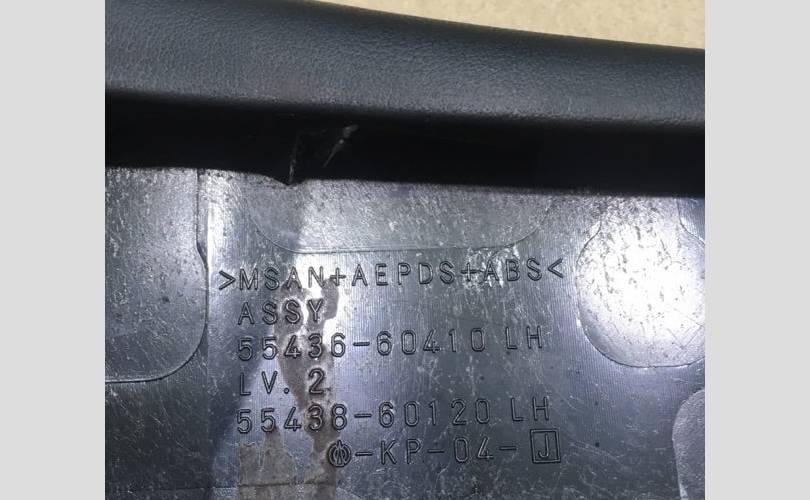 >MSAN+AEPDS+ABS<
ASSY
55436-60410 LH
LV.2
55438-60120 LH
-KP-04-J